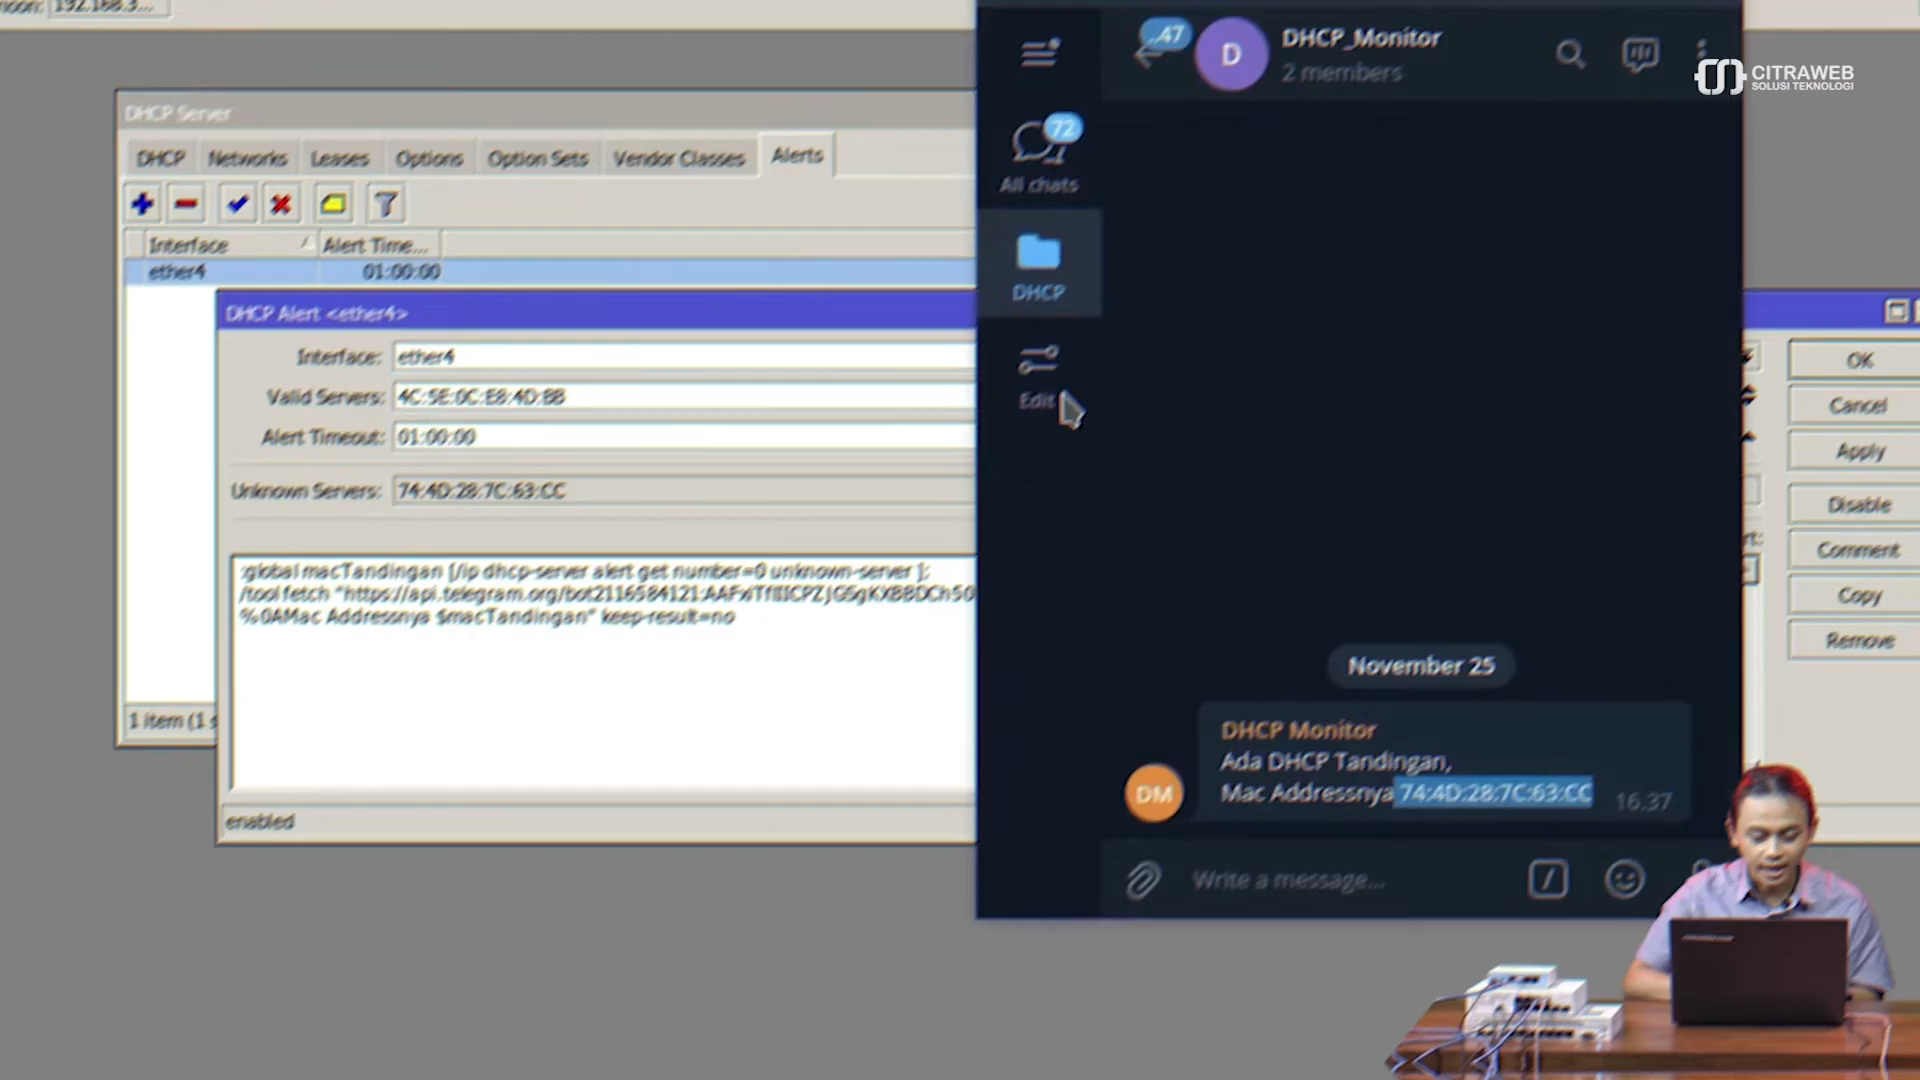 192.168.3...
DHCP Server
DHCP Networks Leases Options Option Sets Vendor Classes Alerts
Interface / Alert Time...
ether4 01:00:00
DHCP Alert <ether4>
Interface: ether4
Valid Servers: 4C:5E:0C:E8:4D:BB
Alert Timeout: 01:00:00
Unknown Servers: 74:4D:28:7C:63:CC
:global macTandingan [/ip dhcp-server alert get number=0 unknown-server ];
/tool fetch "https://api.telegram.org/
%0AMac Addressnya $macTandingan" keep-result=no
1 item (1
enabled
OK
Cancel
Apply
Disable
Comment
Copy
Remove
..47
D
DHCP_Monitor
2 members
72
All chats
DHCP
Edit
November 25
DHCP Monitor
Ada DHCP Tandingan,
Mac Addressnya 74:4D:28:7C:63:CC
16.37
DM
Write a message...
CITRAWEB
SOLUSI TEKNOLOGI